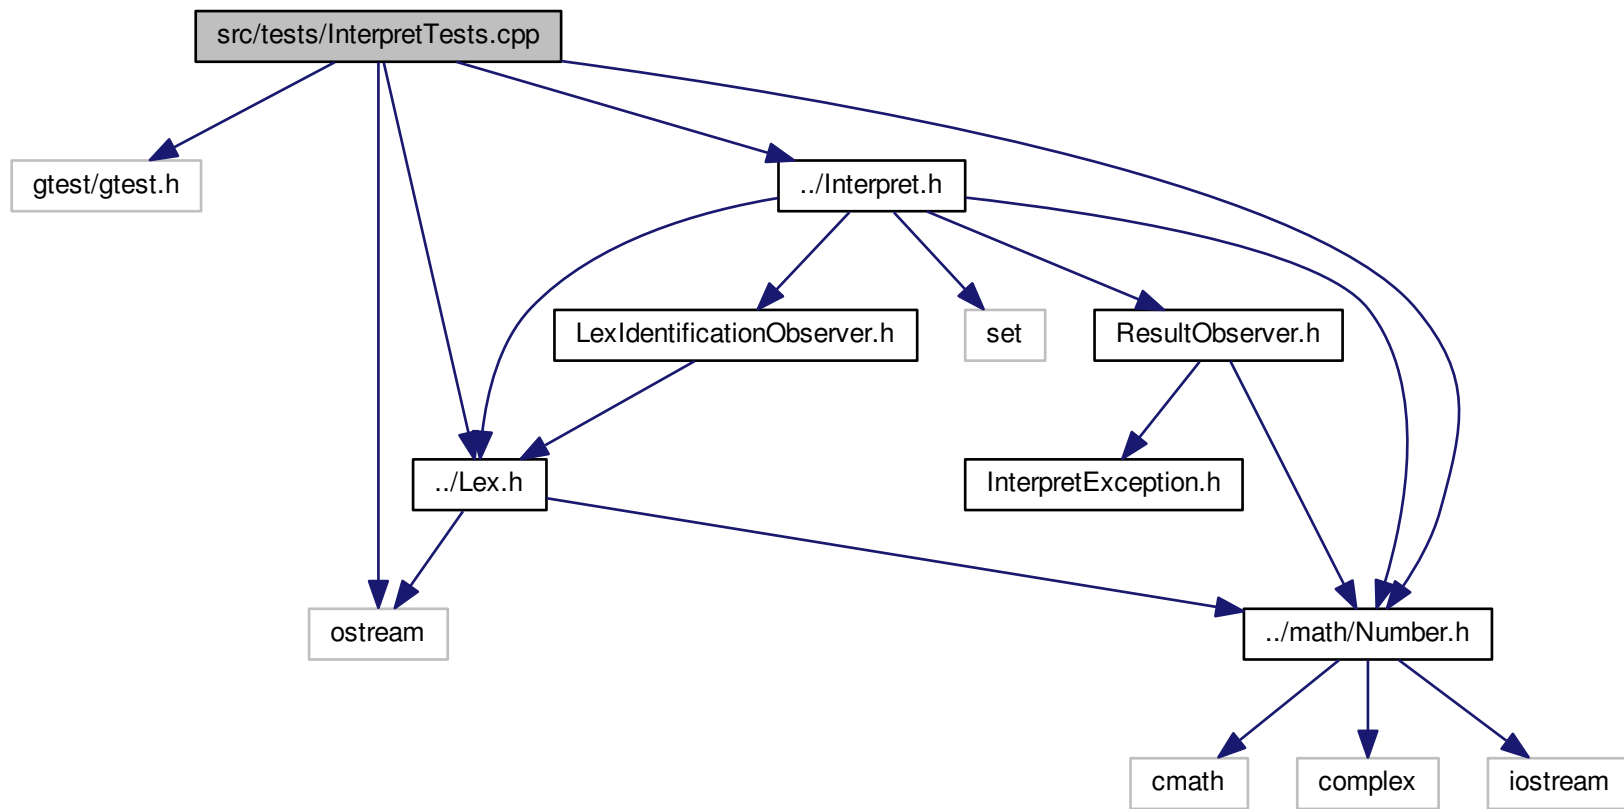 src/tests/InterpretTests.cpp
gtest/gtest.h
../Interpret.h
LexIdentificationObserver.h
set
ResultObserver.h
../Lex.h
InterpretException.h
ostream
../math/Number.h
cmath
complex
iostream